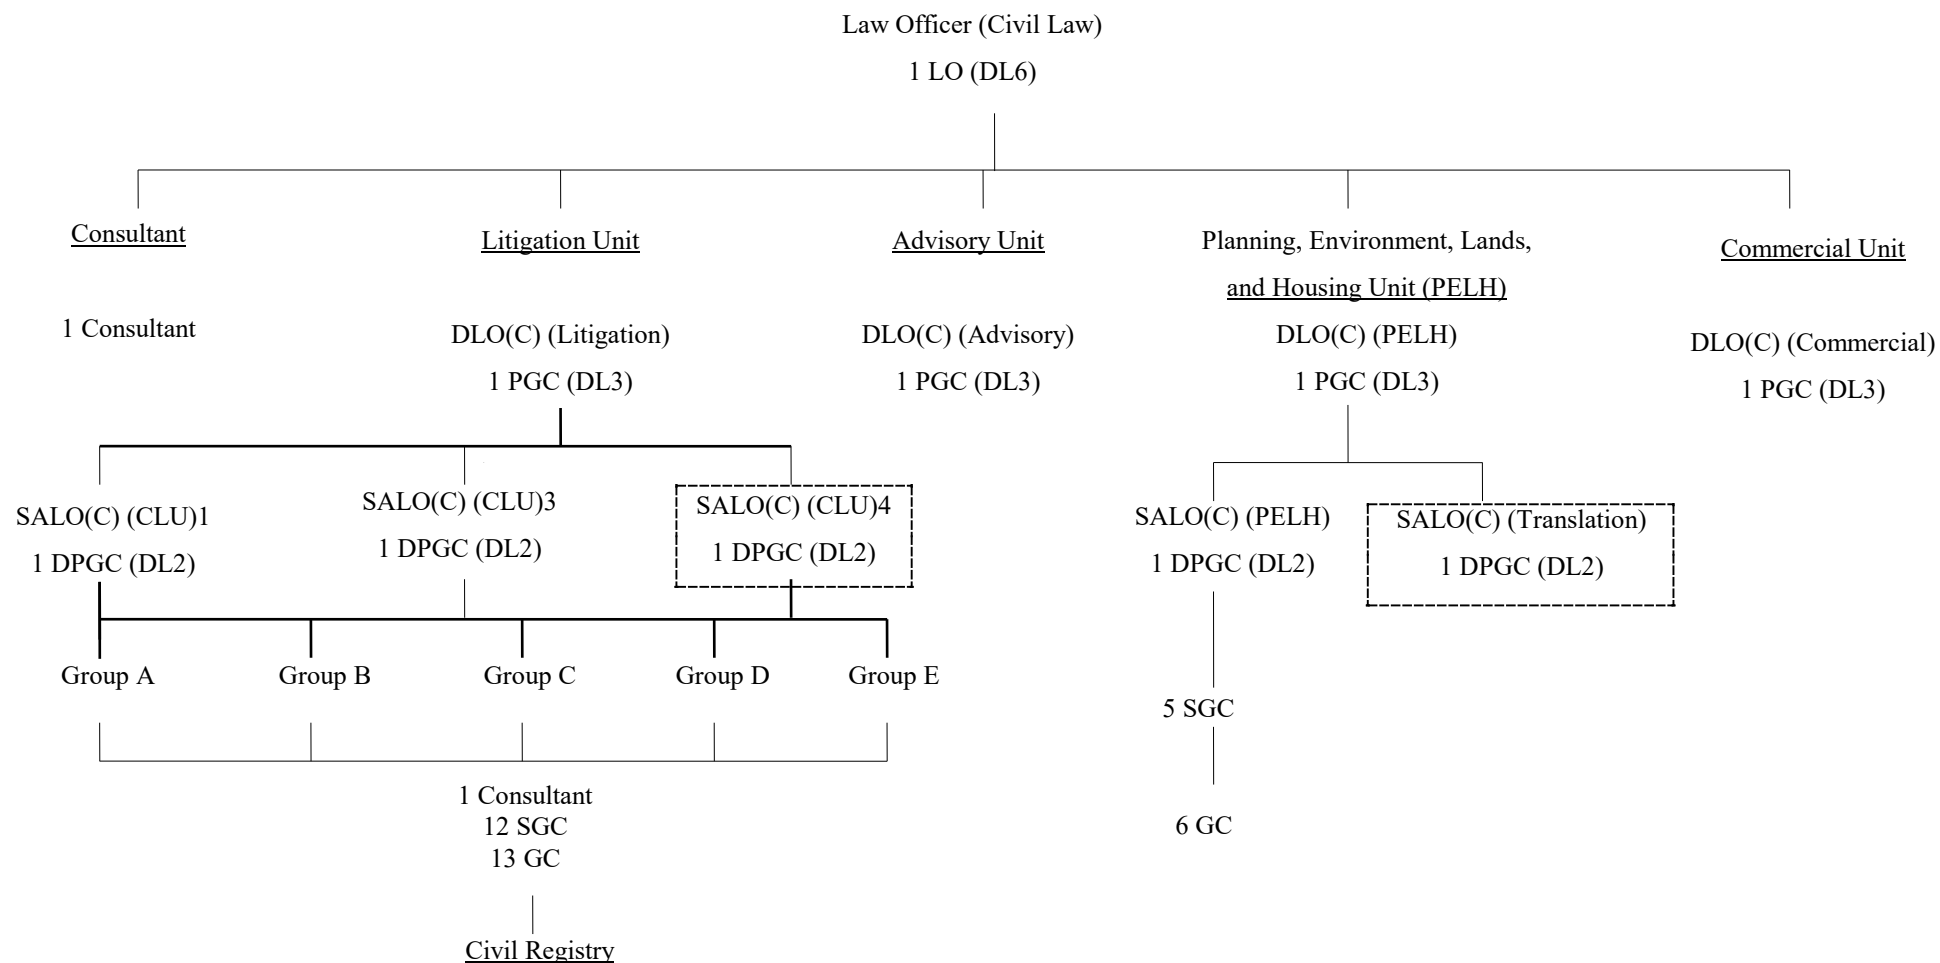 Law Officer (Civil Law)
1 LO (DL6)
Consultant
1 Consultant
Litigation Unit
DLO(C) (Litigation)
1 PGC (DL3)
Advisory Unit
DLO(C) (Advisory)
1 PGC (DL3)
Planning, Environment, Lands,
and Housing Unit (PELH)
DLO(C) (PELH)
1 PGC (DL3)
Commercial Unit
DLO(C) (Commercial)
1 PGC (DL3)
SALO(C) (CLU)1
1 DPGC (DL2)
SALO(C) (CLU)3
1 DPGC (DL2)
SALO(C) (CLU)4
1 DPGC (DL2)
SALO(C) (PELH)
1 DPGC (DL2)
SALO(C) (Translation)
1 DPGC (DL2)
Group A
Group B
Group C
Group D
Group E
5 SGC
6 GC
1 Consultant
12 SGC
13 GC
Civil Registry